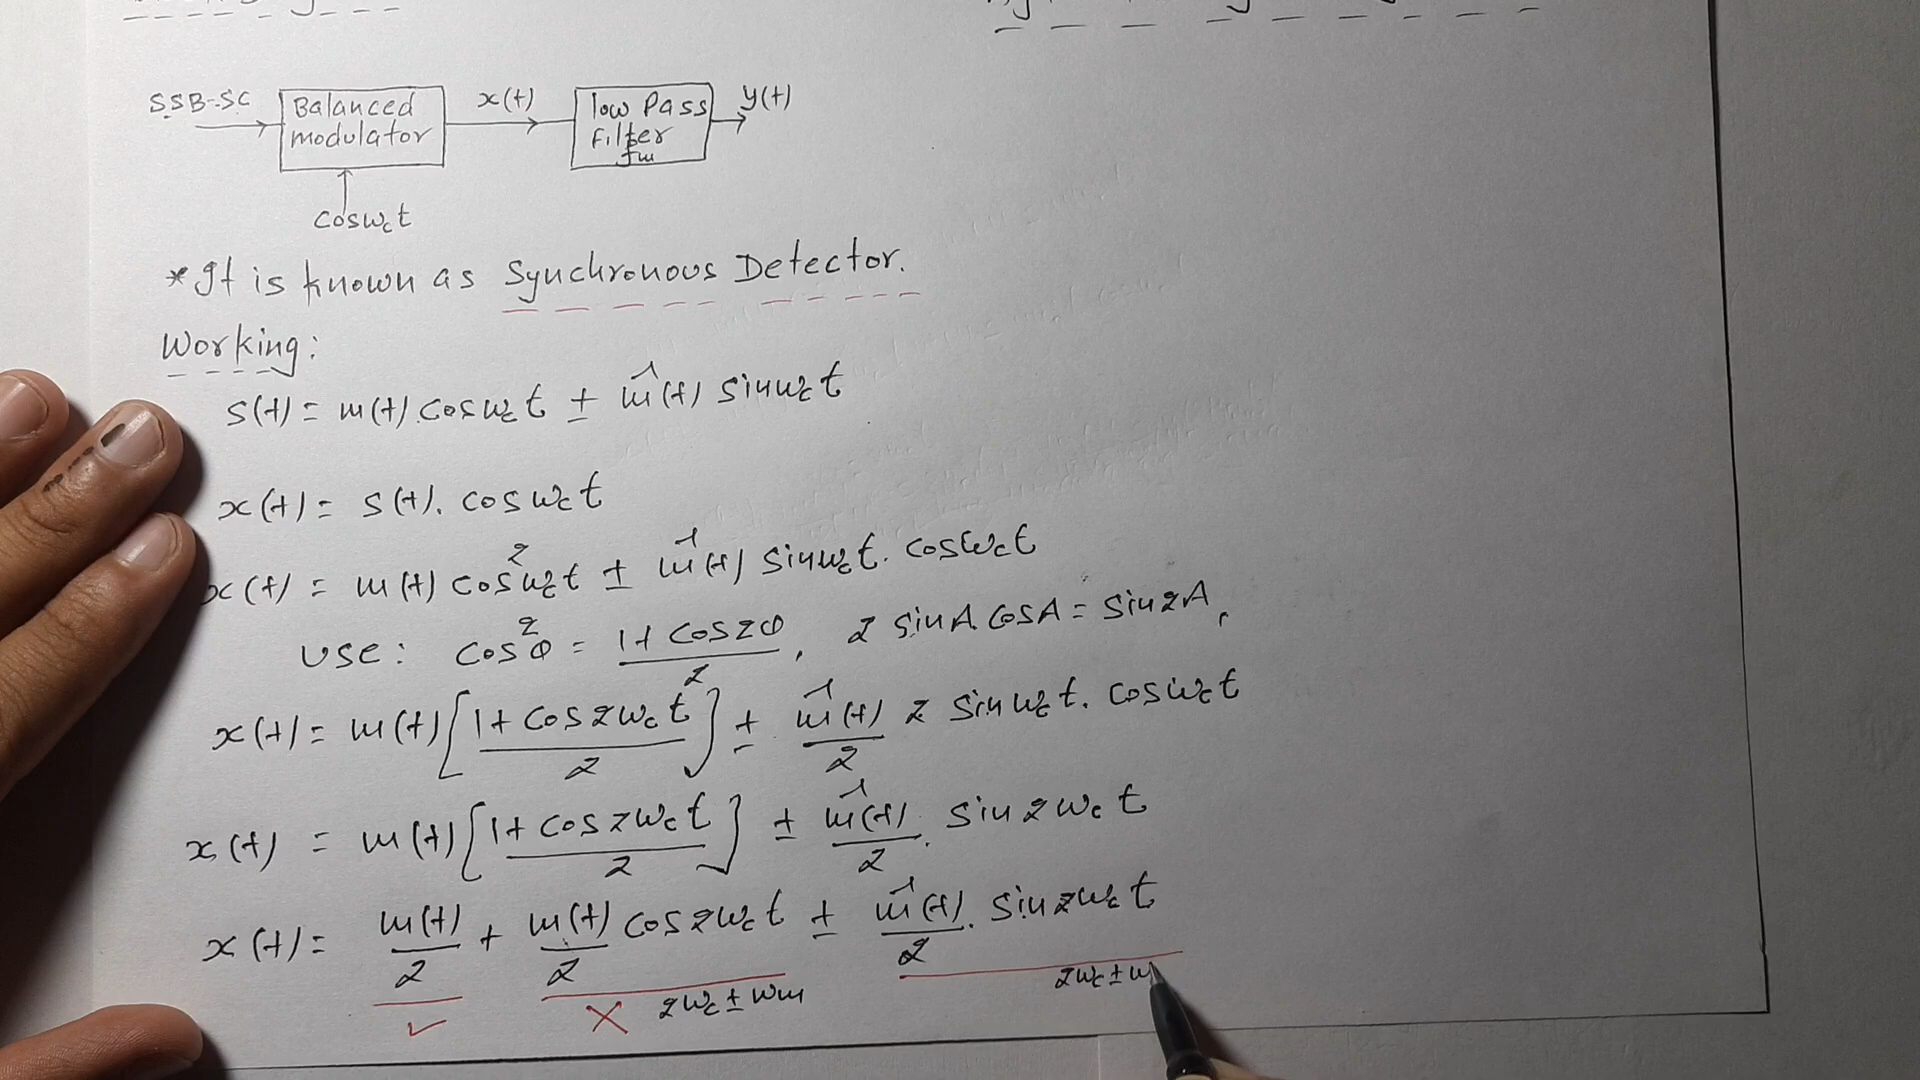 SSB-SC
Balanced
modulator
x(t)
low Pass
Filter
fm
y(t)
cosωct
*It is known as Synchronous Detector.
Working:
s(t) = m(t).cosωct ± m̂(t) sinωct
x(t) = s(t). cosωct
x(t) = m(t) cos²ωct ± m̂(t) sinωct. cosωct
USE: cos²θ = (1+cos2θ)/2, 2 sinA.cosA = sin2A,
x(t) = m(t)[(1+cos2ωct)/2] ± m̂(t)/2 2 sinωct. cosωct
x(t) = m(t)[(1+cos2ωct)/2] ± m̂(t)/2. sin2ωct
x(t) = m(t)/2 + m(t)/2 cos2ωct ± m̂(t)/2. sin2ωct
✓ X 2ωc±ωm 2ωc±ω